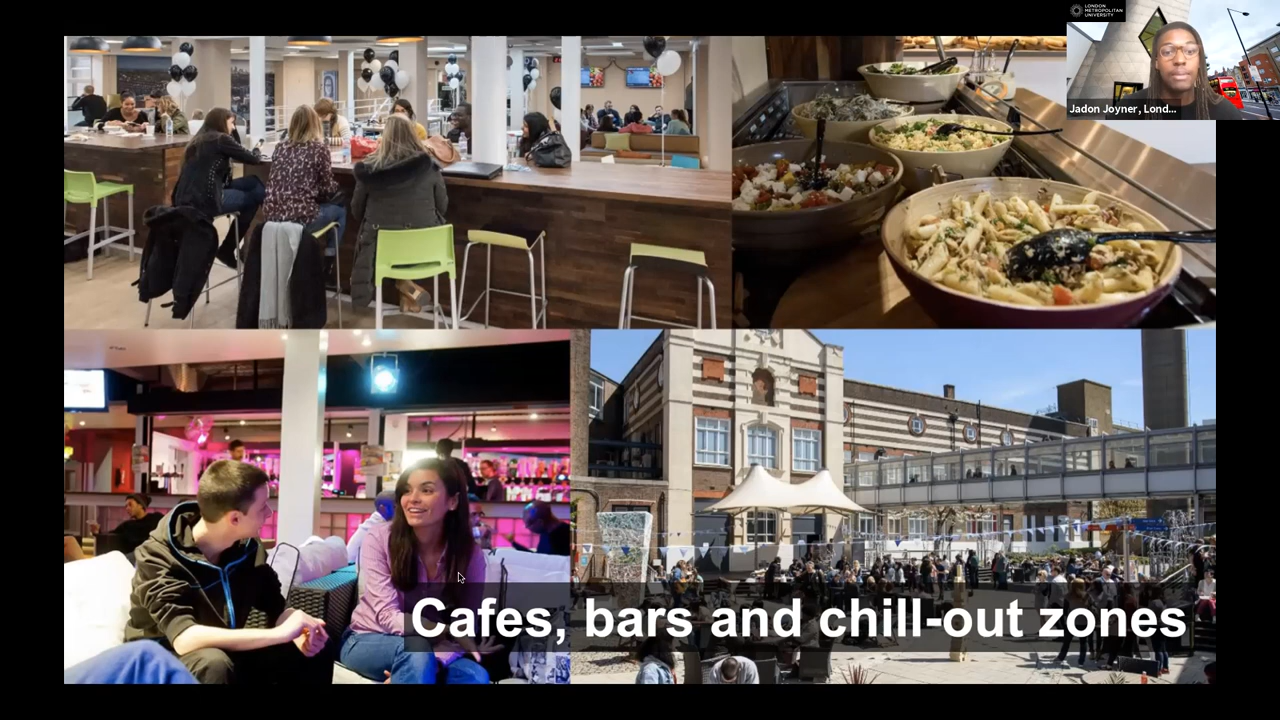 LONDON
METROPOLITAN
UNIVERSITY
Jadon Joyner, Lond...
Cafes, bars and chill-out zones